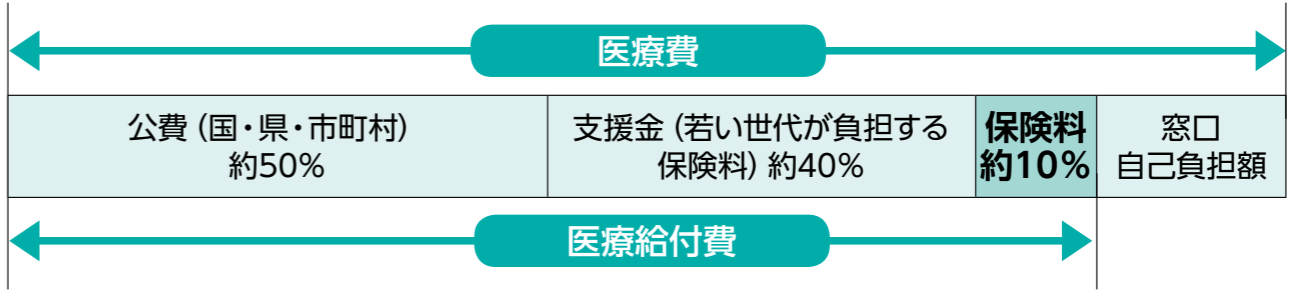 医療費
公費（国・県・市町村）
約50%
支援金（若い世代が負担する
保険料）約40%
保険料
約10%
窓口
自己負担額
医療給付費